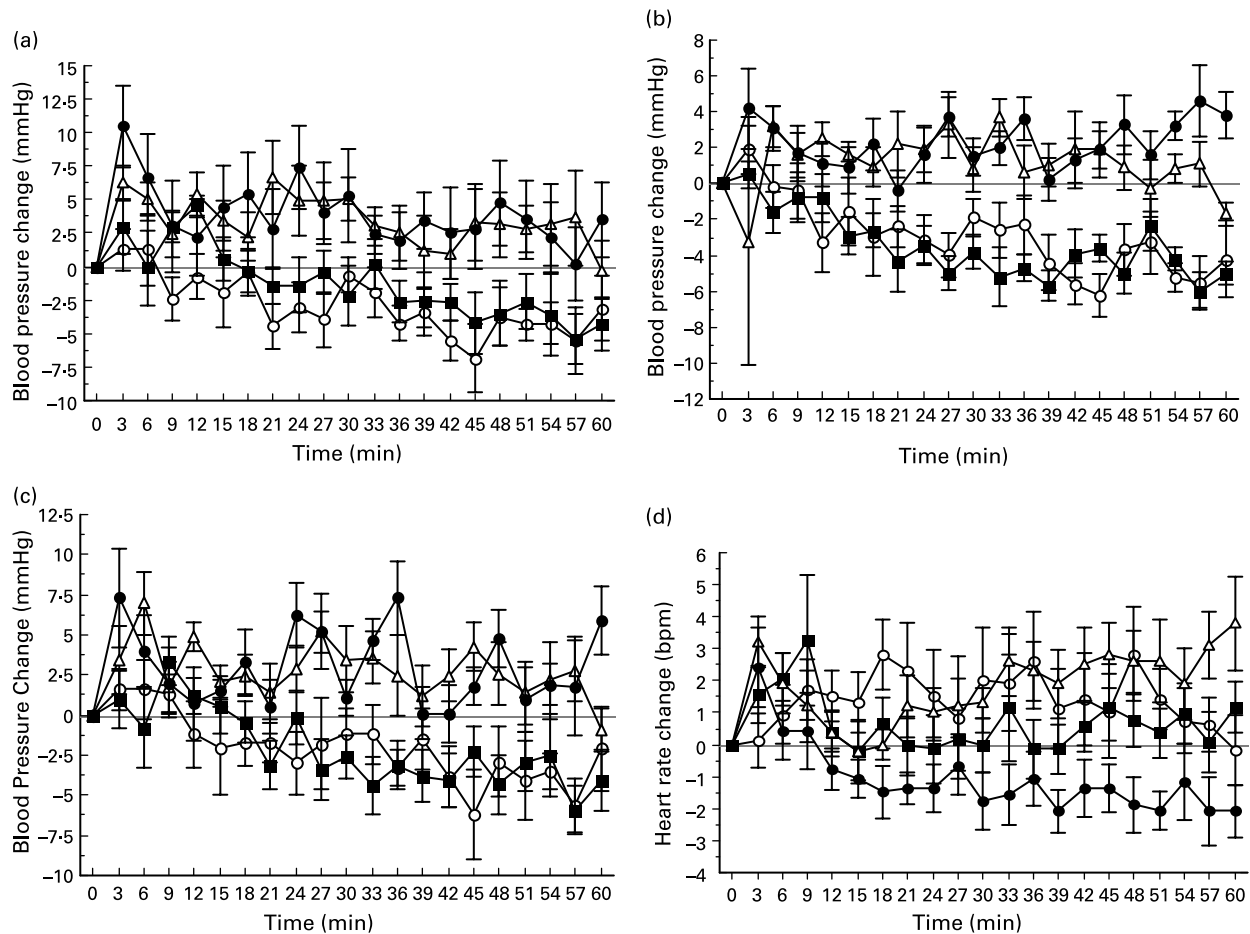 (a)
Blood pressure change (mmHg)
15
12·5
10
7·5
5
2·5
0
–2·5
–5
–7·5
–10
0 3 6 9 12 15 18 21 24 27 30 33 36 39 42 45 48 51 54 57 60
Time (min)
(b)
Blood pressure change (mmHg)
8
6
4
2
0
–2
–4
–6
–8
–10
–12
0 3 6 9 12 15 18 21 24 27 30 33 36 39 42 45 48 51 54 57 60
Time (min)
(c)
Blood Pressure Change (mmHg)
12·5
10
7·5
5
2·5
0
–2·5
–5
–7·5
–10
0 3 6 9 12 15 18 21 24 27 30 33 36 39 42 45 48 51 54 57 60
Time (min)
(d)
Heart rate change (bpm)
6
5
4
3
2
1
0
–1
–2
–3
–4
0 3 6 9 12 15 18 21 24 27 30 33 36 39 42 45 48 51 54 57 60
Time (min)